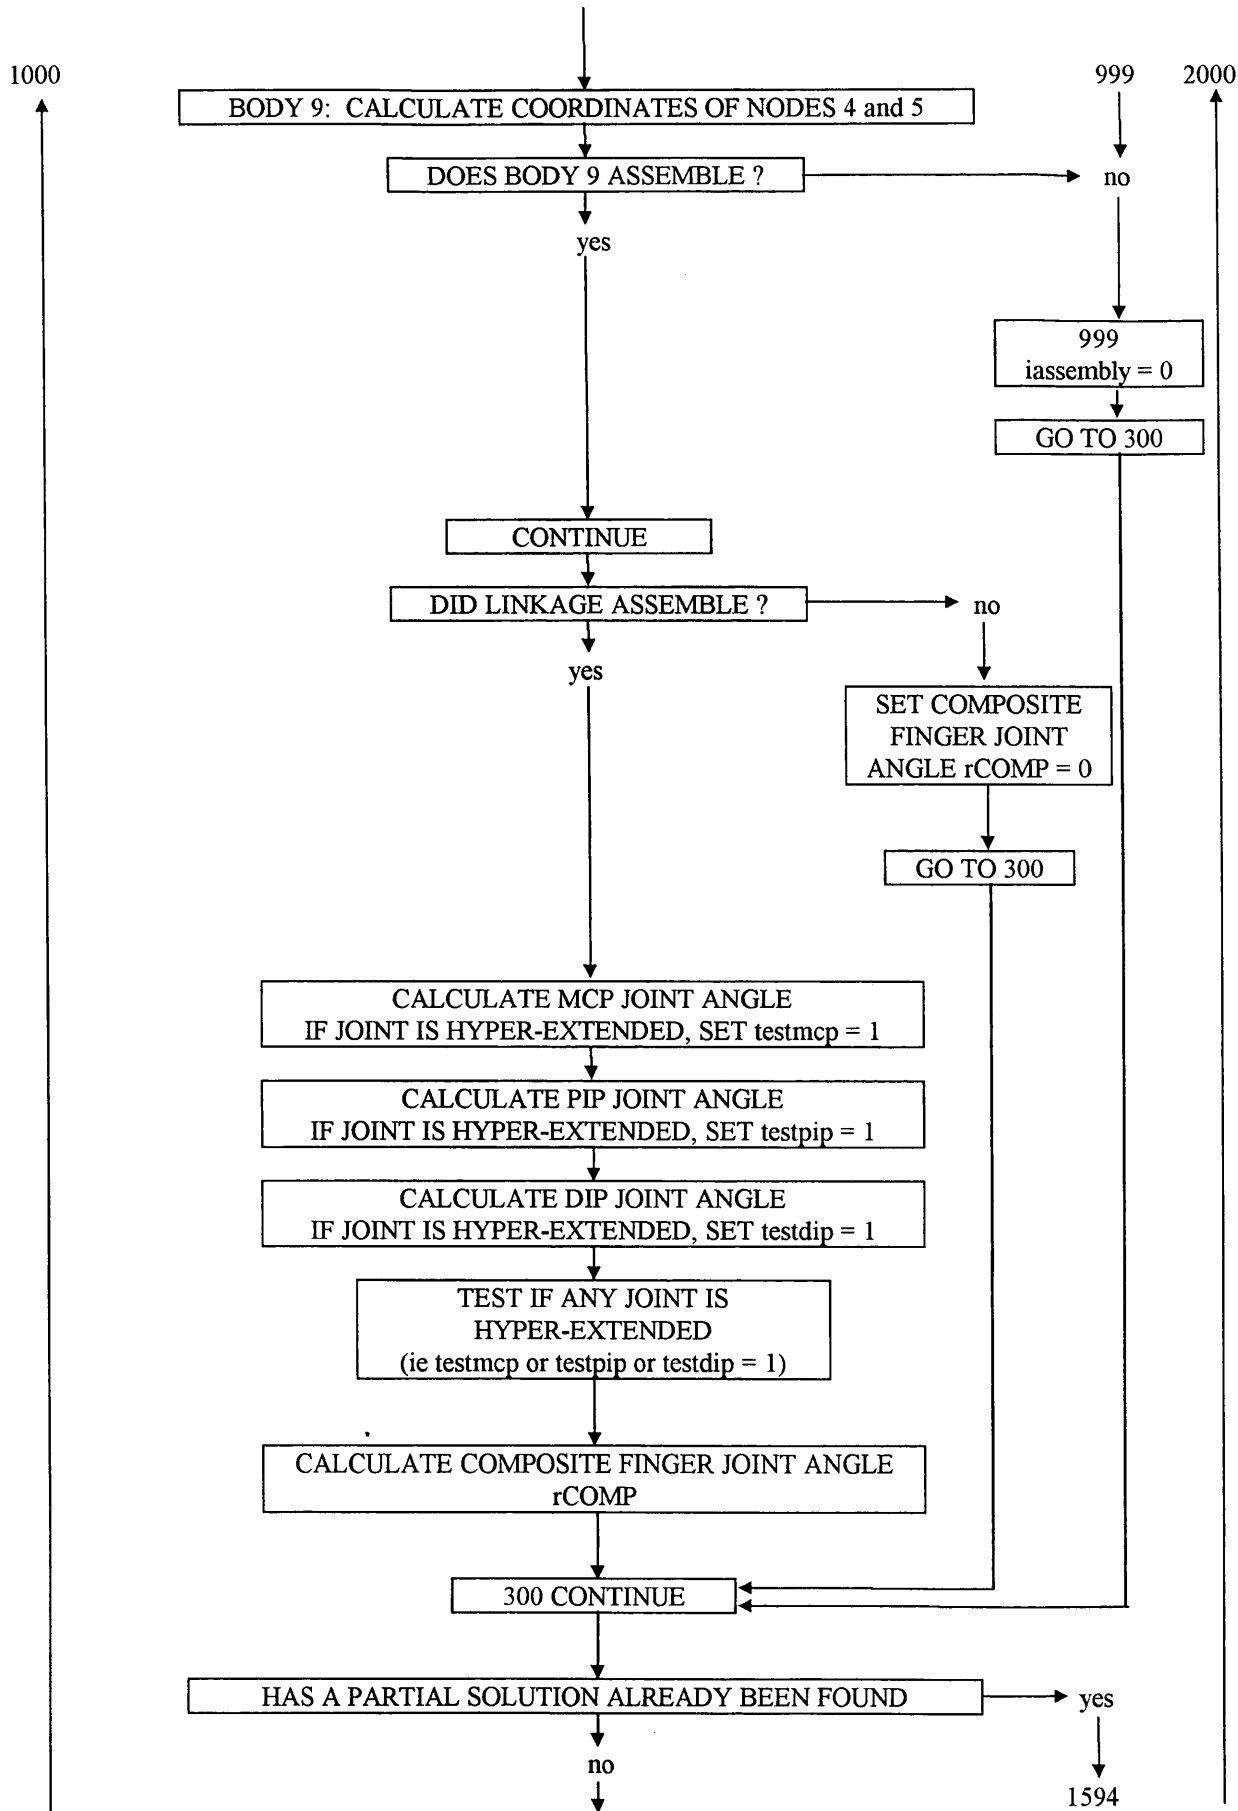 1000
999
2000
BODY 9: CALCULATE COORDINATES OF NODES 4 and 5
DOES BODY 9 ASSEMBLE ?
no
yes
999
iassembly = 0
GO TO 300
CONTINUE
DID LINKAGE ASSEMBLE ?
no
yes
SET COMPOSITE
FINGER JOINT
ANGLE rCOMP = 0
GO TO 300
CALCULATE MCP JOINT ANGLE
IF JOINT IS HYPER-EXTENDED, SET testmcp = 1
CALCULATE PIP JOINT ANGLE
IF JOINT IS HYPER-EXTENDED, SET testpip = 1
CALCULATE DIP JOINT ANGLE
IF JOINT IS HYPER-EXTENDED, SET testdip = 1
TEST IF ANY JOINT IS
HYPER-EXTENDED
(ie testmcp or testpip or testdip = 1)
CALCULATE COMPOSITE FINGER JOINT ANGLE
rCOMP
300 CONTINUE
HAS A PARTIAL SOLUTION ALREADY BEEN FOUND
yes
no
1594